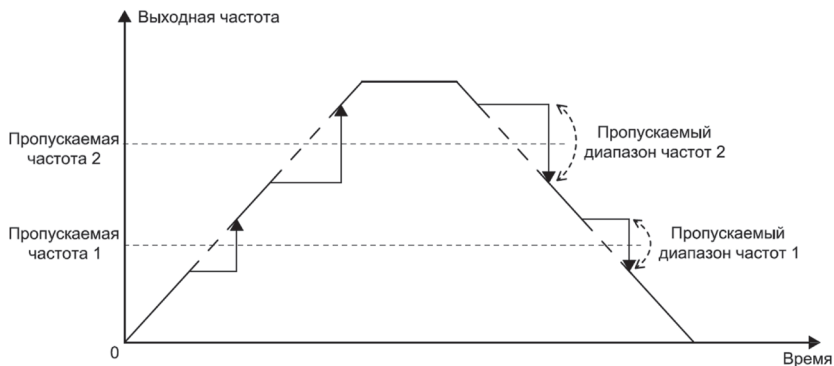 Выходная частота
Пропускаемая
частота 2
Пропускаемый
диапазон частот 2
Пропускаемая
частота 1
Пропускаемый
диапазон частот 1
0
Время